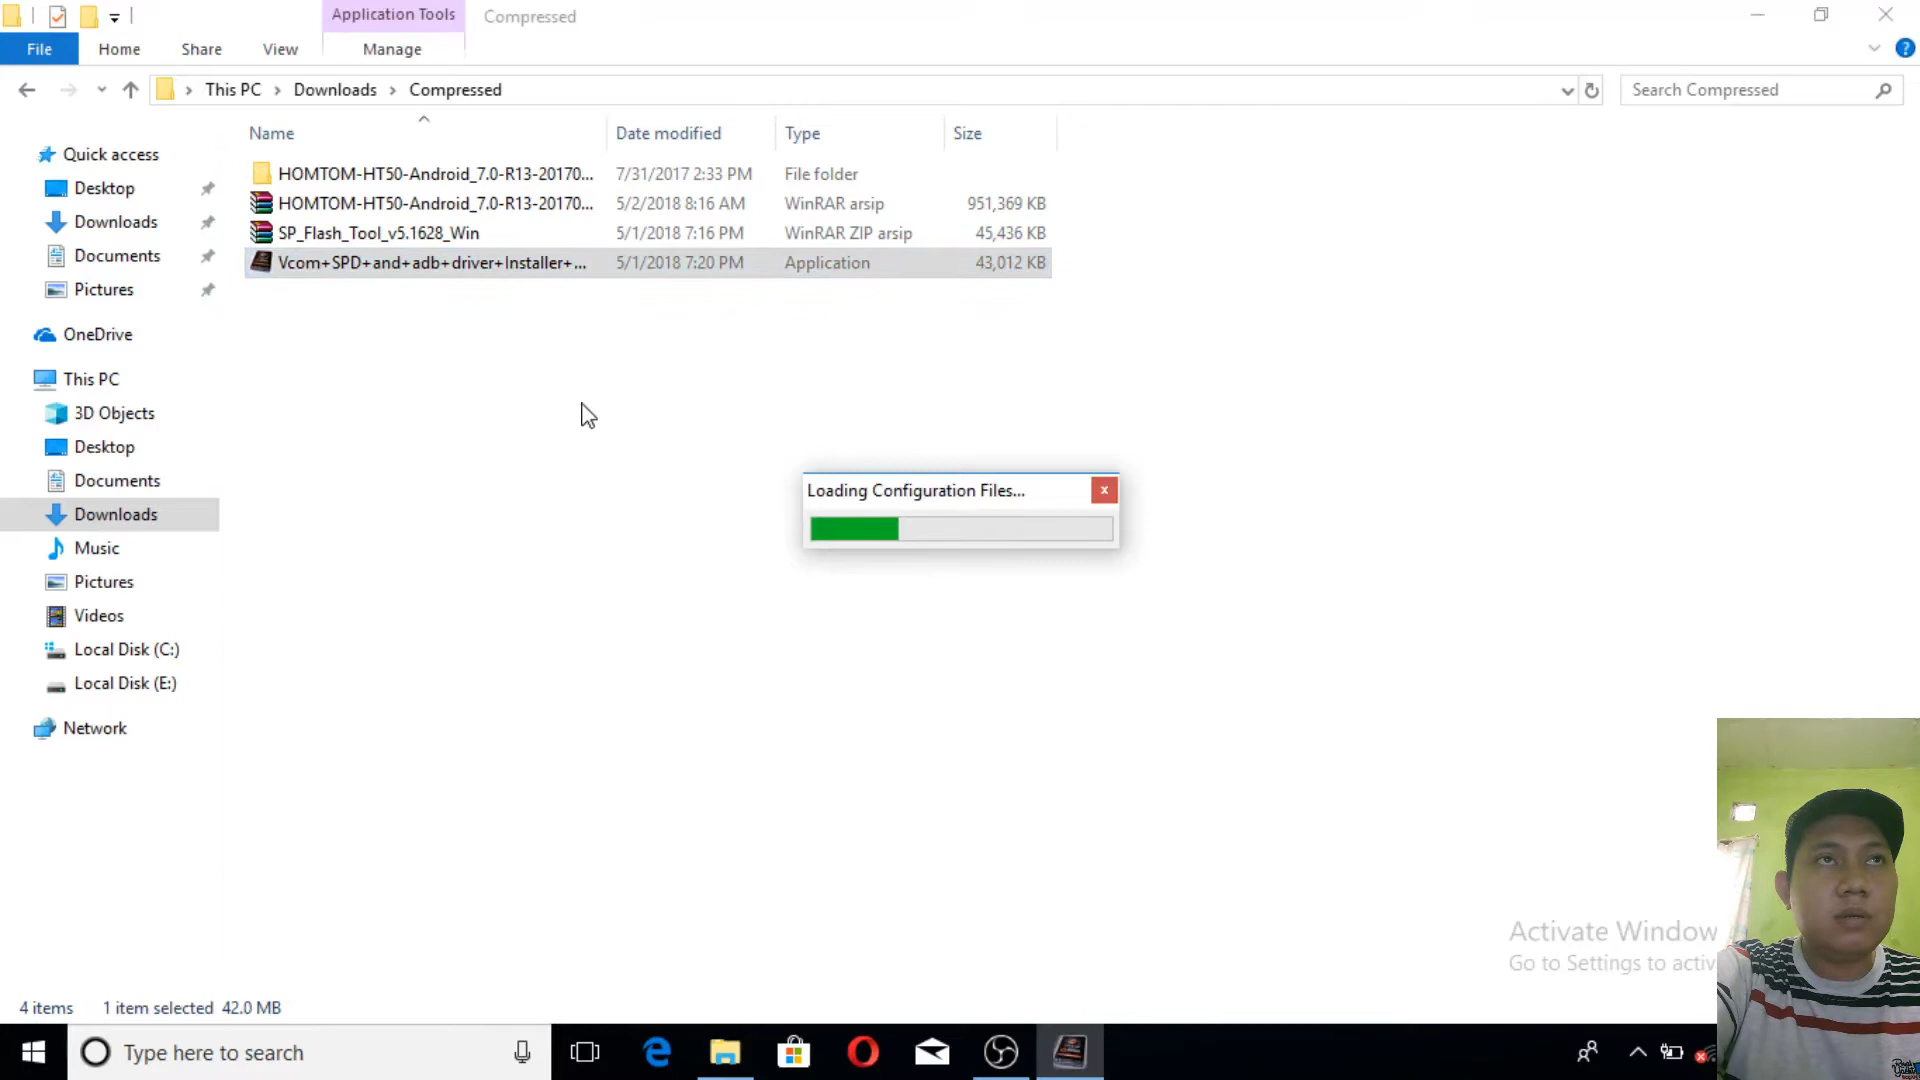 Application Tools
Compressed
File
Home
Share
View
Manage
This PC
Downloads
Compressed
Search Compressed
Name
Date modified
Type
Size
HOMTOM-HT50-Android_7.0-R13-20170...
7/31/2017 2:33 PM
File folder
HOMTOM-HT50-Android_7.0-R13-20170...
5/2/2018 8:16 AM
WinRAR arsip
951,369 KB
SP_Flash_Tool_v5.1628_Win
5/1/2018 7:16 PM
WinRAR ZIP arsip
45,436 KB
Vcom+SPD+and+adb+driver+Installer+...
5/1/2018 7:20 PM
Application
43,012 KB
Quick access
Desktop
Downloads
Documents
Pictures
OneDrive
This PC
3D Objects
Desktop
Documents
Downloads
Music
Pictures
Videos
Local Disk (C:)
Local Disk (E:)
Network
Loading Configuration Files...
Activate Window
Go to Settings to activ
4 items
1 item selected 42.0 MB
Type here to search